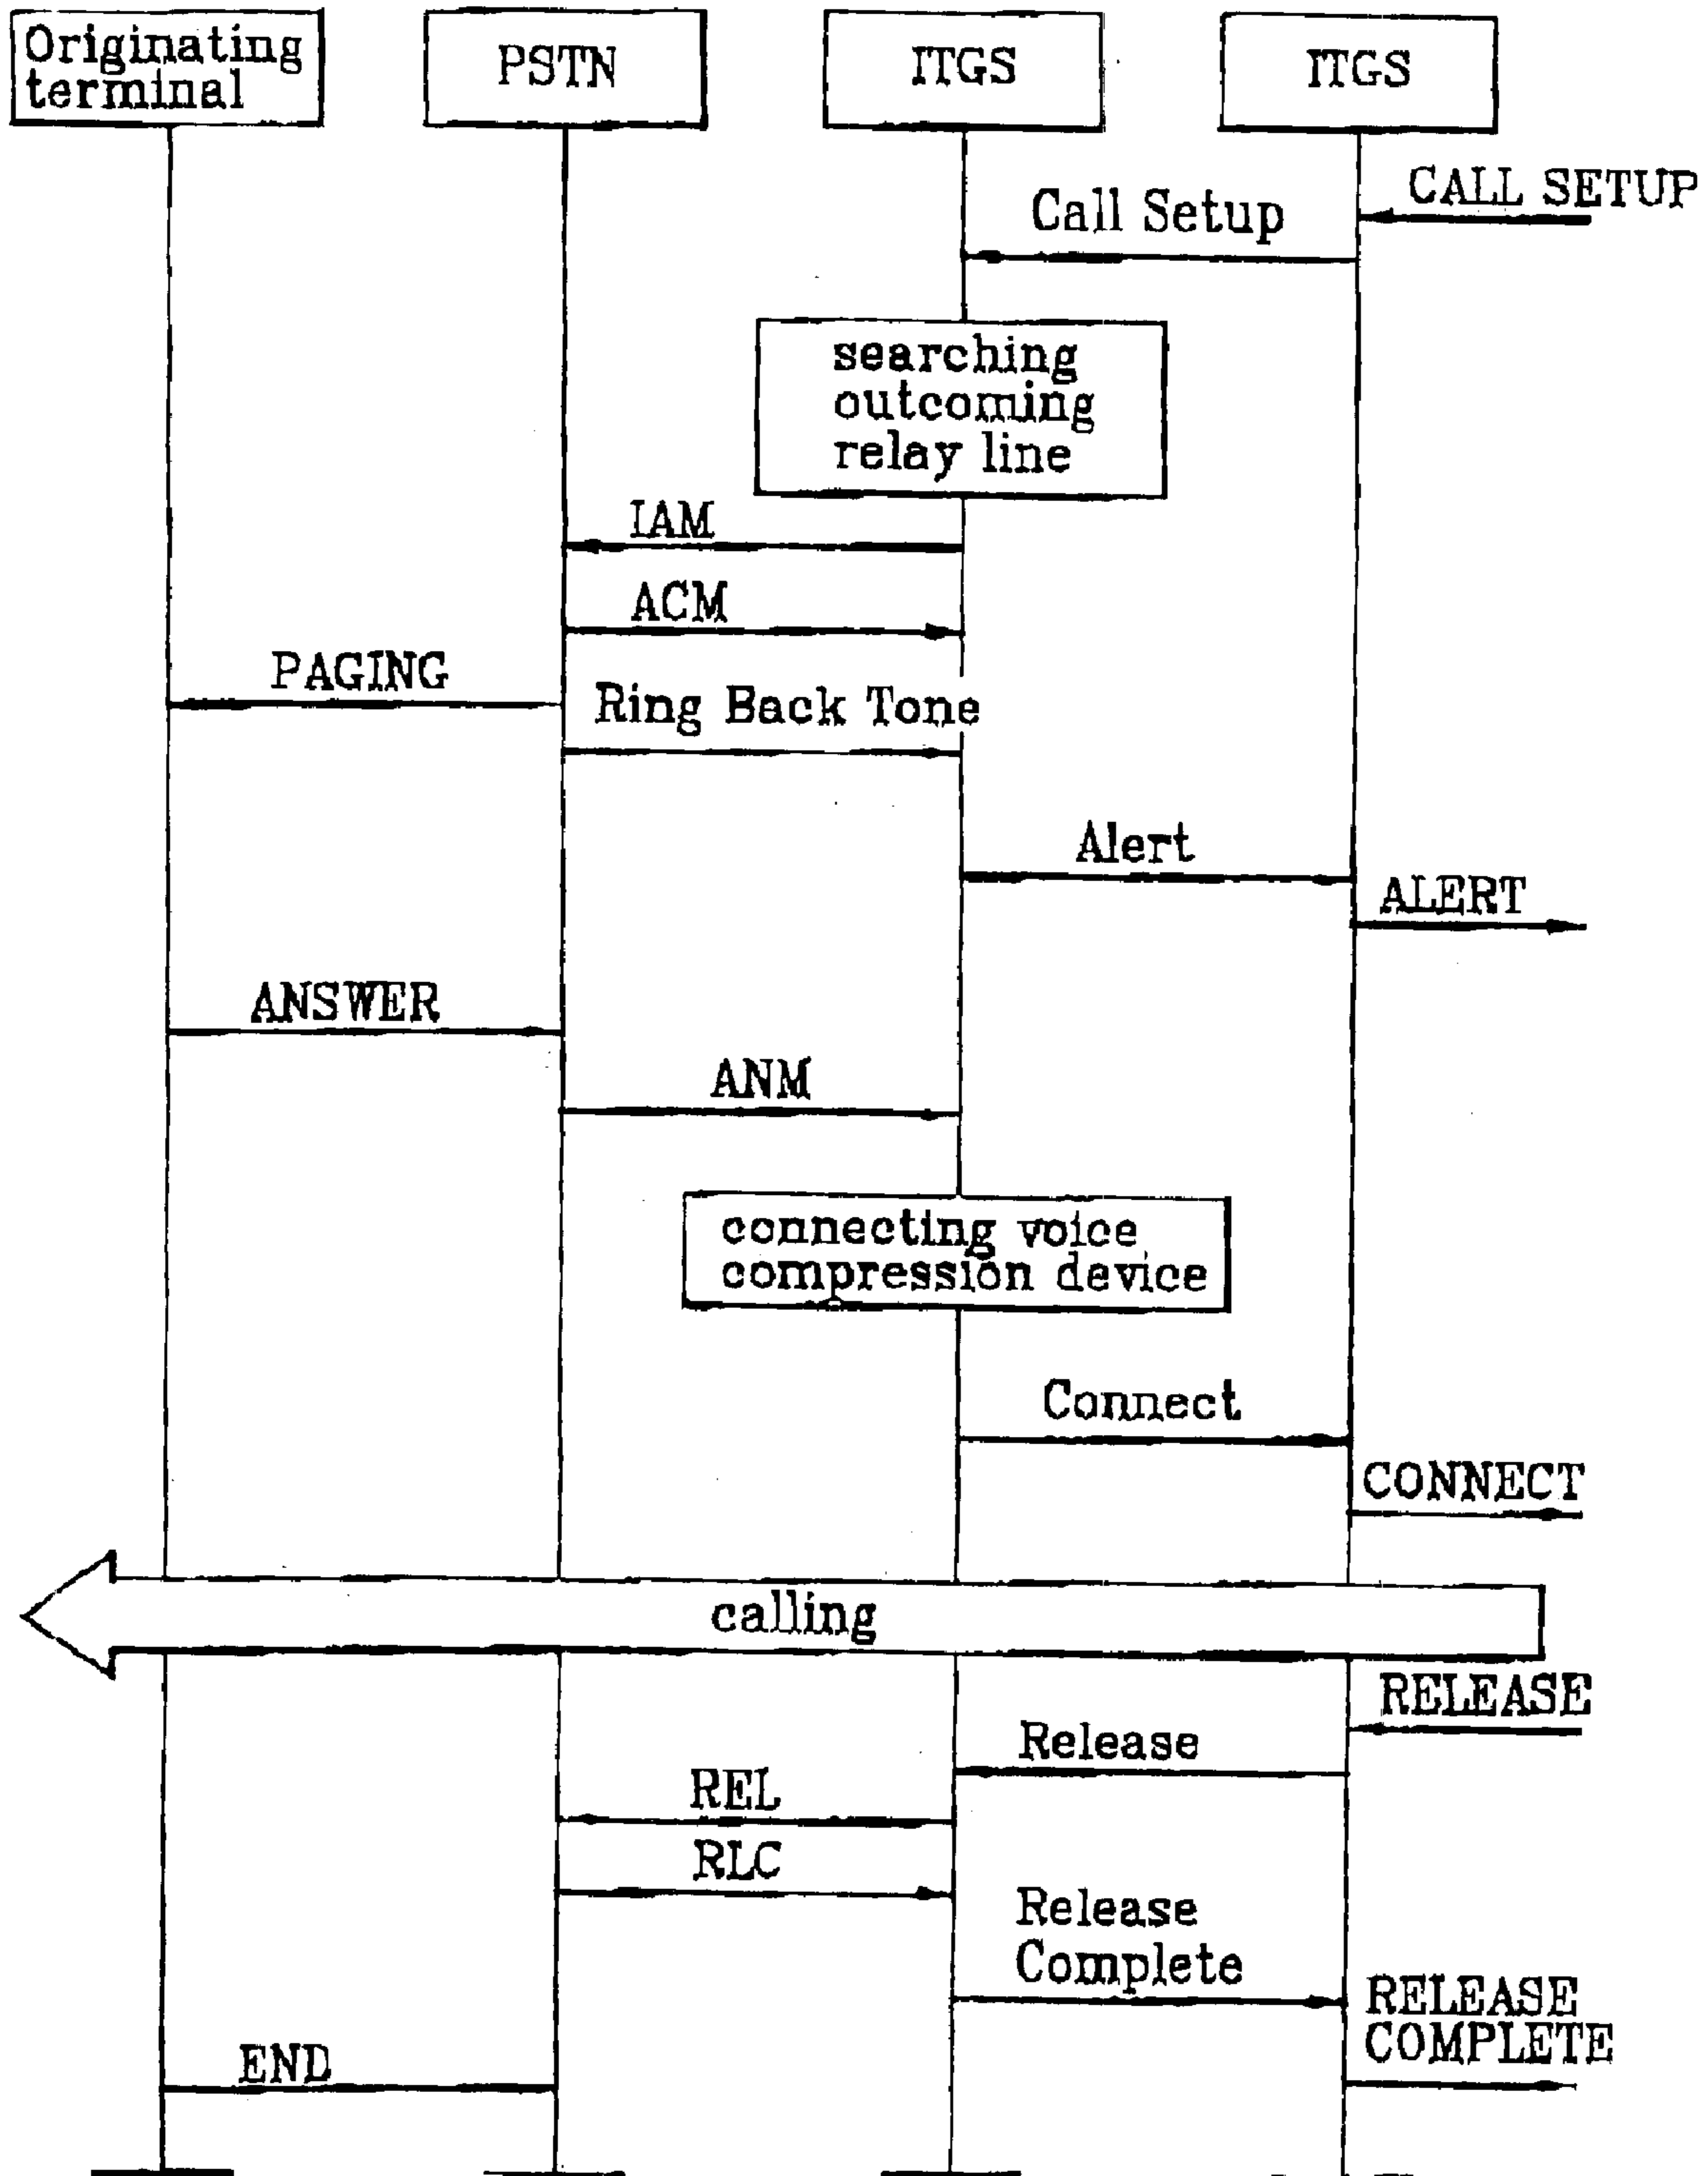 Originating
terminal
PSTN
ITGS
ITGS
CALL SETUP
Call Setup
searching
outcoming
relay line
IAM
ACM
PAGING
Ring Back Tone
Alert
ALERT
ANSWER
ANM
connecting voice
compression device
Connect
CONNECT
calling
RELEASE
Release
REL
RLC
Release
Complete
RELEASE
COMPLETE
END